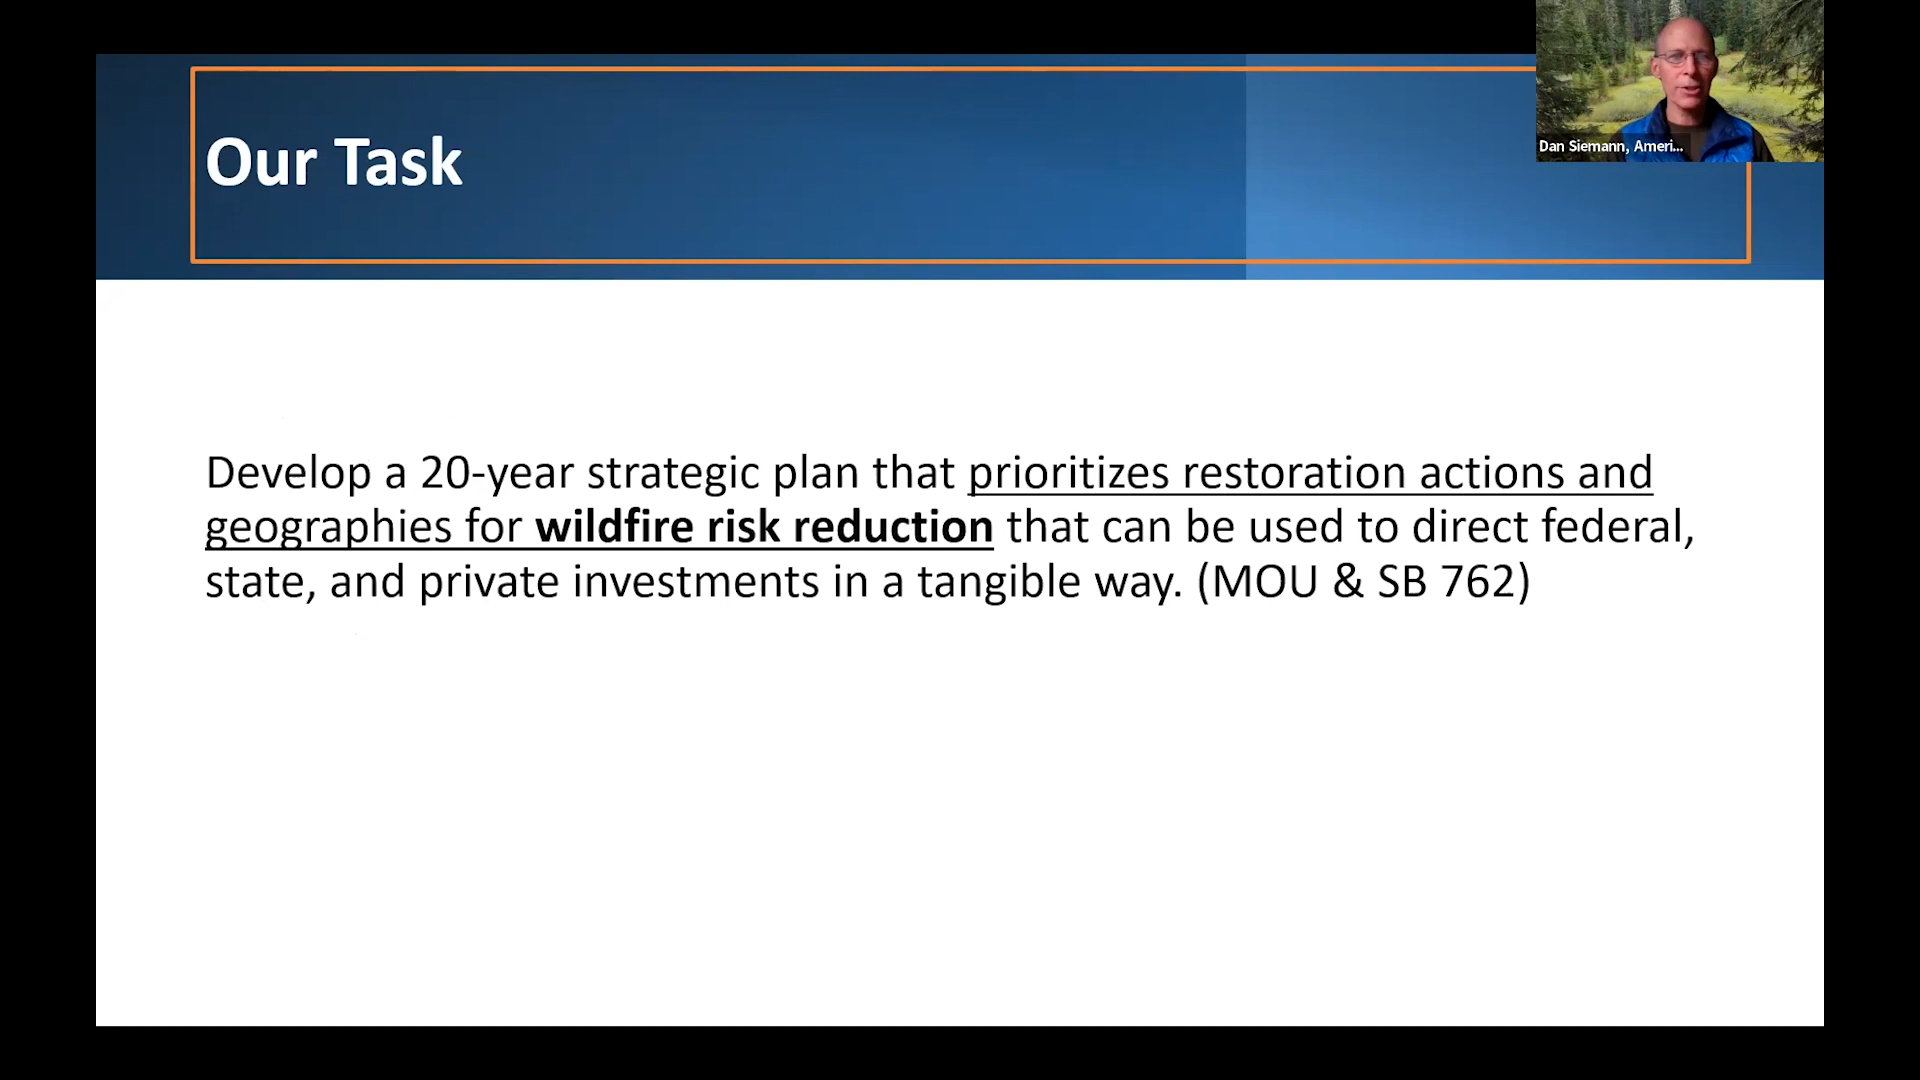 Dan Siemann, Ameri...
Our Task
Develop a 20-year strategic plan that prioritizes restoration actions and
geographies for wildfire risk reduction that can be used to direct federal,
state, and private investments in a tangible way. (MOU & SB 762)